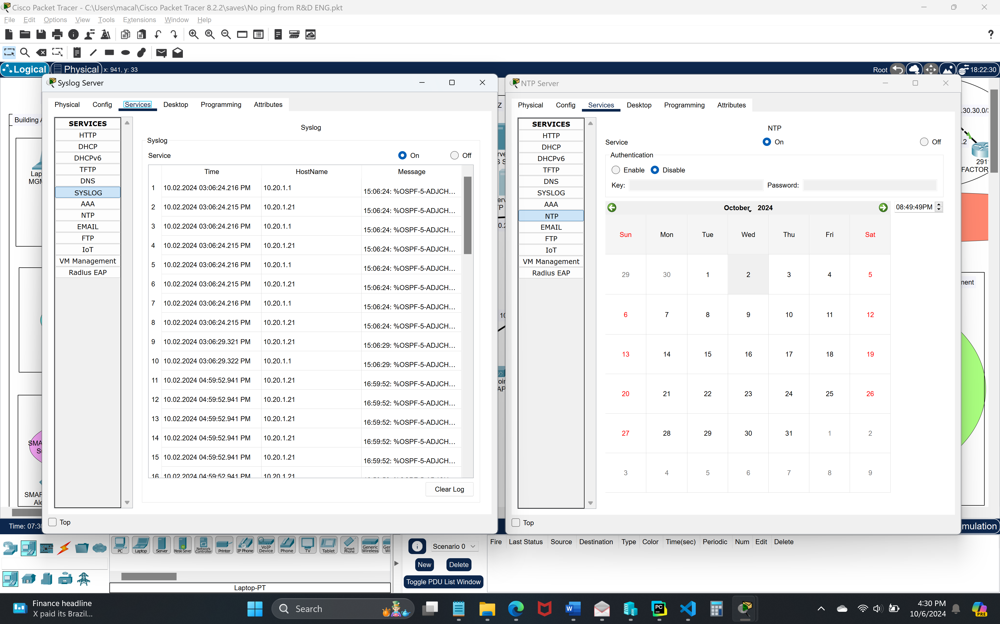 Cisco Packet Tracer - C:\Users\macal\Cisco Packet Tracer 8.2.2\saves\No ping from R&D ENG.pkt
File Edit Options View Tools Extensions Window Help
Logical Physical x: 941, y: 33
Root 18:22:30
Building
Lap
MGM
SMA
SMAR
Ale
Time: 07:30
Syslog Server
Physical Config Services Desktop Programming Attributes
SERVICES
HTTP
DHCP
DHCPv6
TFTP
DNS
SYSLOG
AAA
NTP
EMAIL
FTP
IoT
VM Management
Radius EAP
Syslog
Syslog
Service On Off
Time HostName Message
1 10.02.2024 03:06:24.216 PM 10.20.1.1 15:06:24: %OSPF-5-ADJCH...
2 10.02.2024 03:06:24.215 PM 10.20.1.21 15:06:24: %OSPF-5-ADJCH...
3 10.02.2024 03:06:24.216 PM 10.20.1.1 15:06:24: %OSPF-5-ADJCH...
4 10.02.2024 03:06:24.215 PM 10.20.1.21 15:06:24: %OSPF-5-ADJCH...
5 10.02.2024 03:06:24.216 PM 10.20.1.1 15:06:24: %OSPF-5-ADJCH...
6 10.02.2024 03:06:24.215 PM 10.20.1.21 15:06:24: %OSPF-5-ADJCH...
7 10.02.2024 03:06:24.216 PM 10.20.1.1 15:06:24: %OSPF-5-ADJCH...
8 10.02.2024 03:06:24.215 PM 10.20.1.21 15:06:24: %OSPF-5-ADJCH...
9 10.02.2024 03:06:29.321 PM 10.20.1.21 15:06:29: %OSPF-5-ADJCH...
10 10.02.2024 03:06:29.322 PM 10.20.1.1 15:06:29: %OSPF-5-ADJCH...
11 10.02.2024 04:59:52.941 PM 10.20.1.21 16:59:52: %OSPF-5-ADJCH...
12 10.02.2024 04:59:52.941 PM 10.20.1.21 16:59:52: %OSPF-5-ADJCH...
13 10.02.2024 04:59:52.941 PM 10.20.1.21 16:59:52: %OSPF-5-ADJCH...
14 10.02.2024 04:59:52.941 PM 10.20.1.21 16:59:52: %OSPF-5-ADJCH...
15 10.02.2024 04:59:52.941 PM 10.20.1.21 16:59:52: %OSPF-5-ADJCH...
16 10.02.2024 04:59:52.941 PM 10.20.1.21
Clear Log
Top
NTP Server
Physical Config Services Desktop Programming Attributes
SERVICES
HTTP
DHCP
DHCPv6
TFTP
DNS
SYSLOG
AAA
NTP
EMAIL
FTP
IoT
VM Management
Radius EAP
NTP
Service On Off
Authentication
Enable Disable
Key: Password:
October, 2024 08:49:49PM
Sun Mon Tue Wed Thu Fri Sat
29 30 1 2 3 4 5
6 7 8 9 10 11 12
13 14 15 16 17 18 19
20 21 22 23 24 25 26
27 28 29 30 31 1 2
3 4 5 6 7 8 9
Top
.30.30.0/
.2
291
FACTOR
ment
mulation
PC Laptop Server Meraki Server Network Controller Printer IP Phone VoIP Device Phone TV Tablet Smart Phone Generic Wireless
Laptop-PT
Scenario 0
New Delete
Toggle PDU List Window
Fire Last Status Source Destination Type Color Time(sec) Periodic Num Edit Delete
Finance headline
X paid its Brazil...
Search
4:30 PM
10/6/2024
PRE